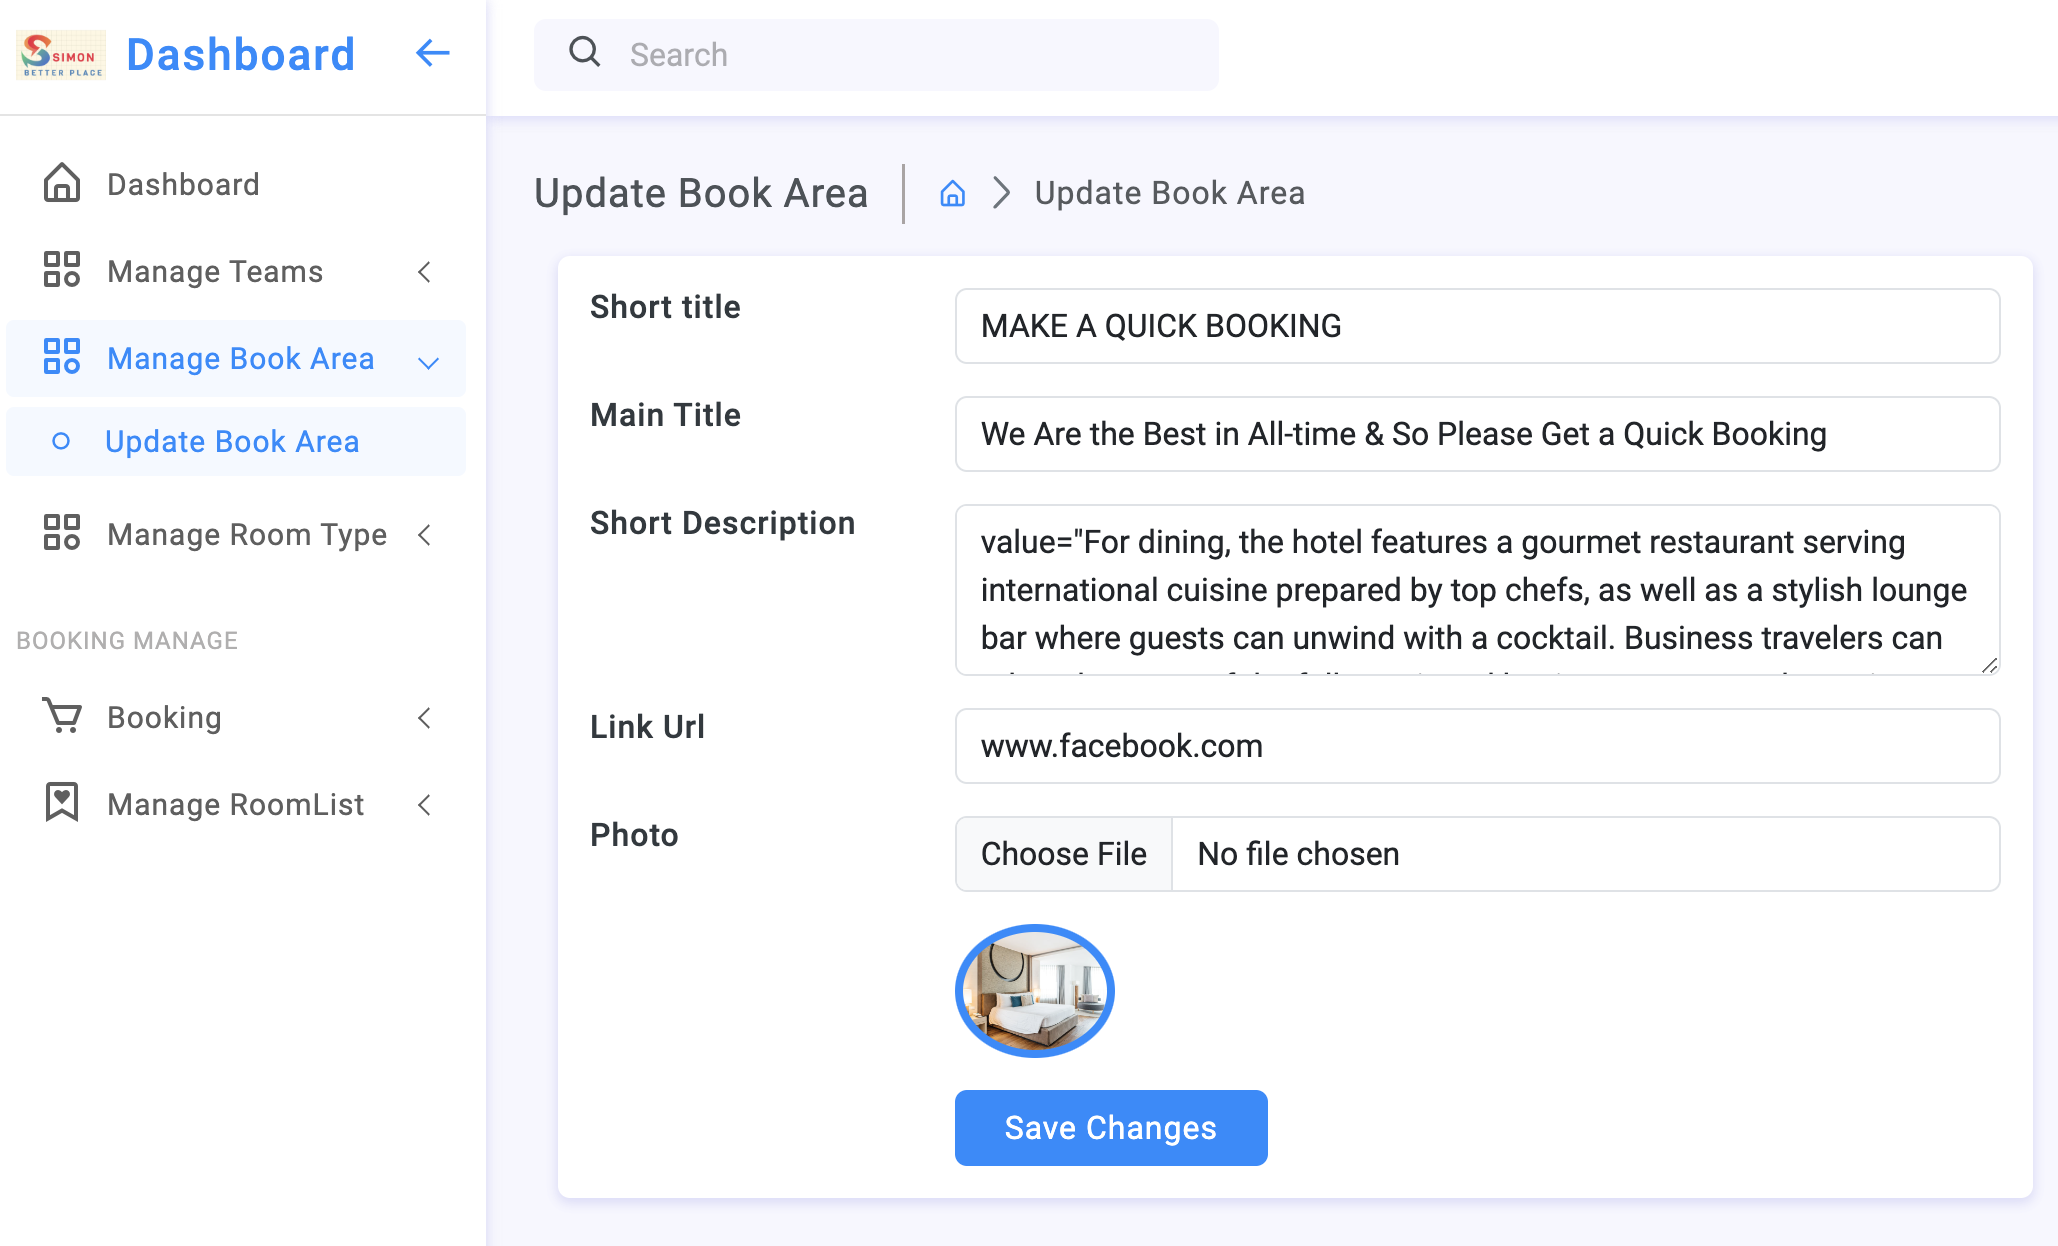 SIMON
BETTER PLACE
Dashboard
Search
Dashboard
Manage Teams
Manage Book Area
Update Book Area
Manage Room Type
BOOKING MANAGE
Booking
Manage RoomList
Update Book Area
Update Book Area
Short title
MAKE A QUICK BOOKING
Main Title
We Are the Best in All-time & So Please Get a Quick Booking
Short Description
value="For dining, the hotel features a gourmet restaurant serving
international cuisine prepared by top chefs, as well as a stylish lounge
bar where guests can unwind with a cocktail. Business travelers can
Link Url
www.facebook.com
Photo
Choose File
No file chosen
Save Changes